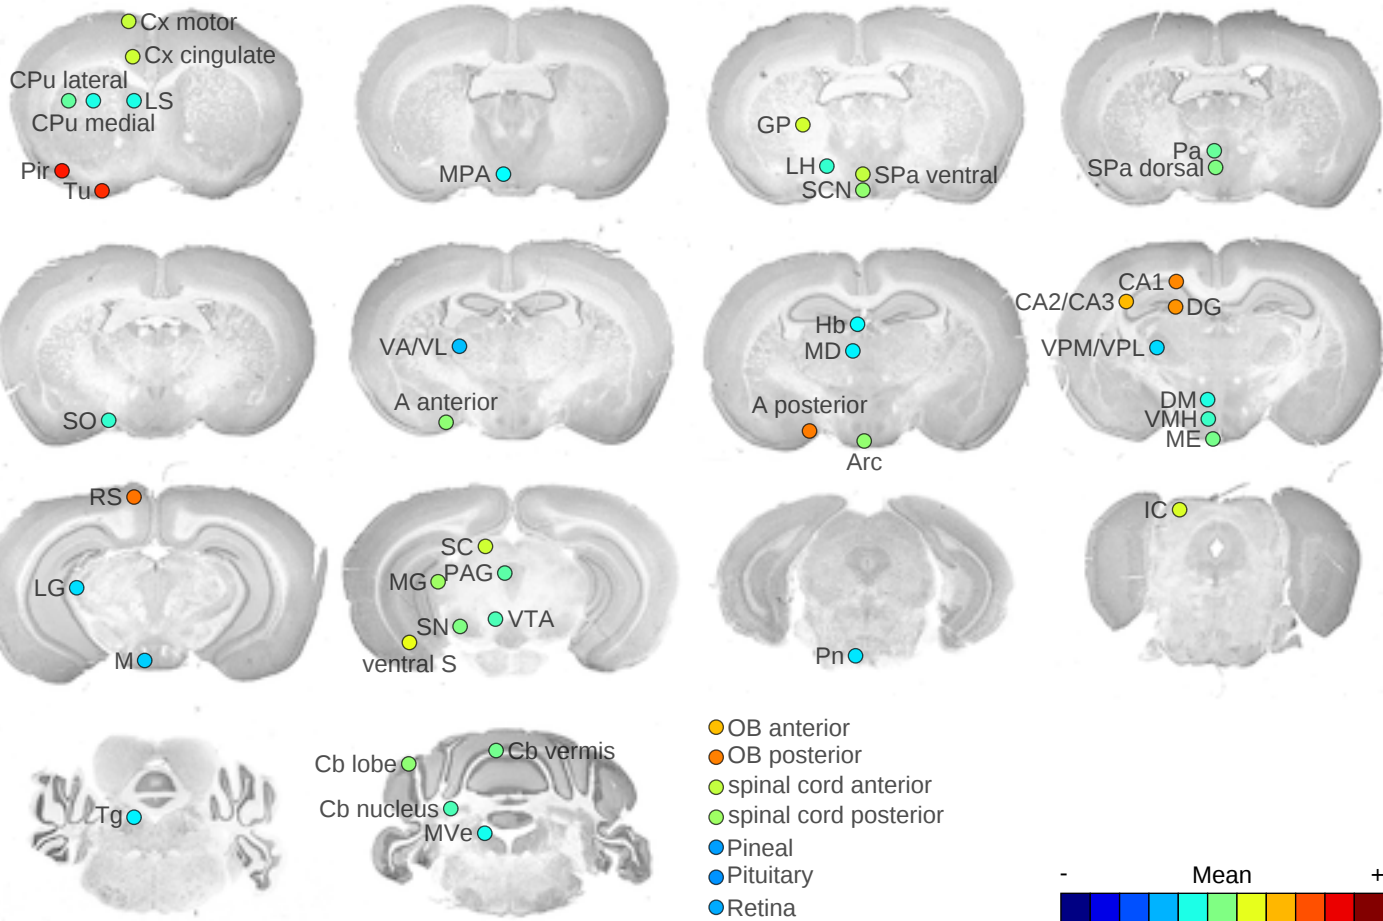 Cx motor
Cx cingulate
CPu lateral
LS
CPu medial
Pir
Tu
MPA
GP
LH
SPa ventral
SCN
Pa
SPa dorsal
SO
VA/VL
A anterior
Hb
MD
A posterior
Arc
CA1
CA2/CA3
DG
VPM/VPL
DM
VMH
ME
RS
LG
M
SC
PAG
MG
VTA
SN
ventral S
Pn
IC
Tg
Cb vermis
Cb lobe
Cb nucleus
MVe
OB anterior
OB posterior
spinal cord anterior
spinal cord posterior
Pineal
Pituitary
Retina
- Mean +